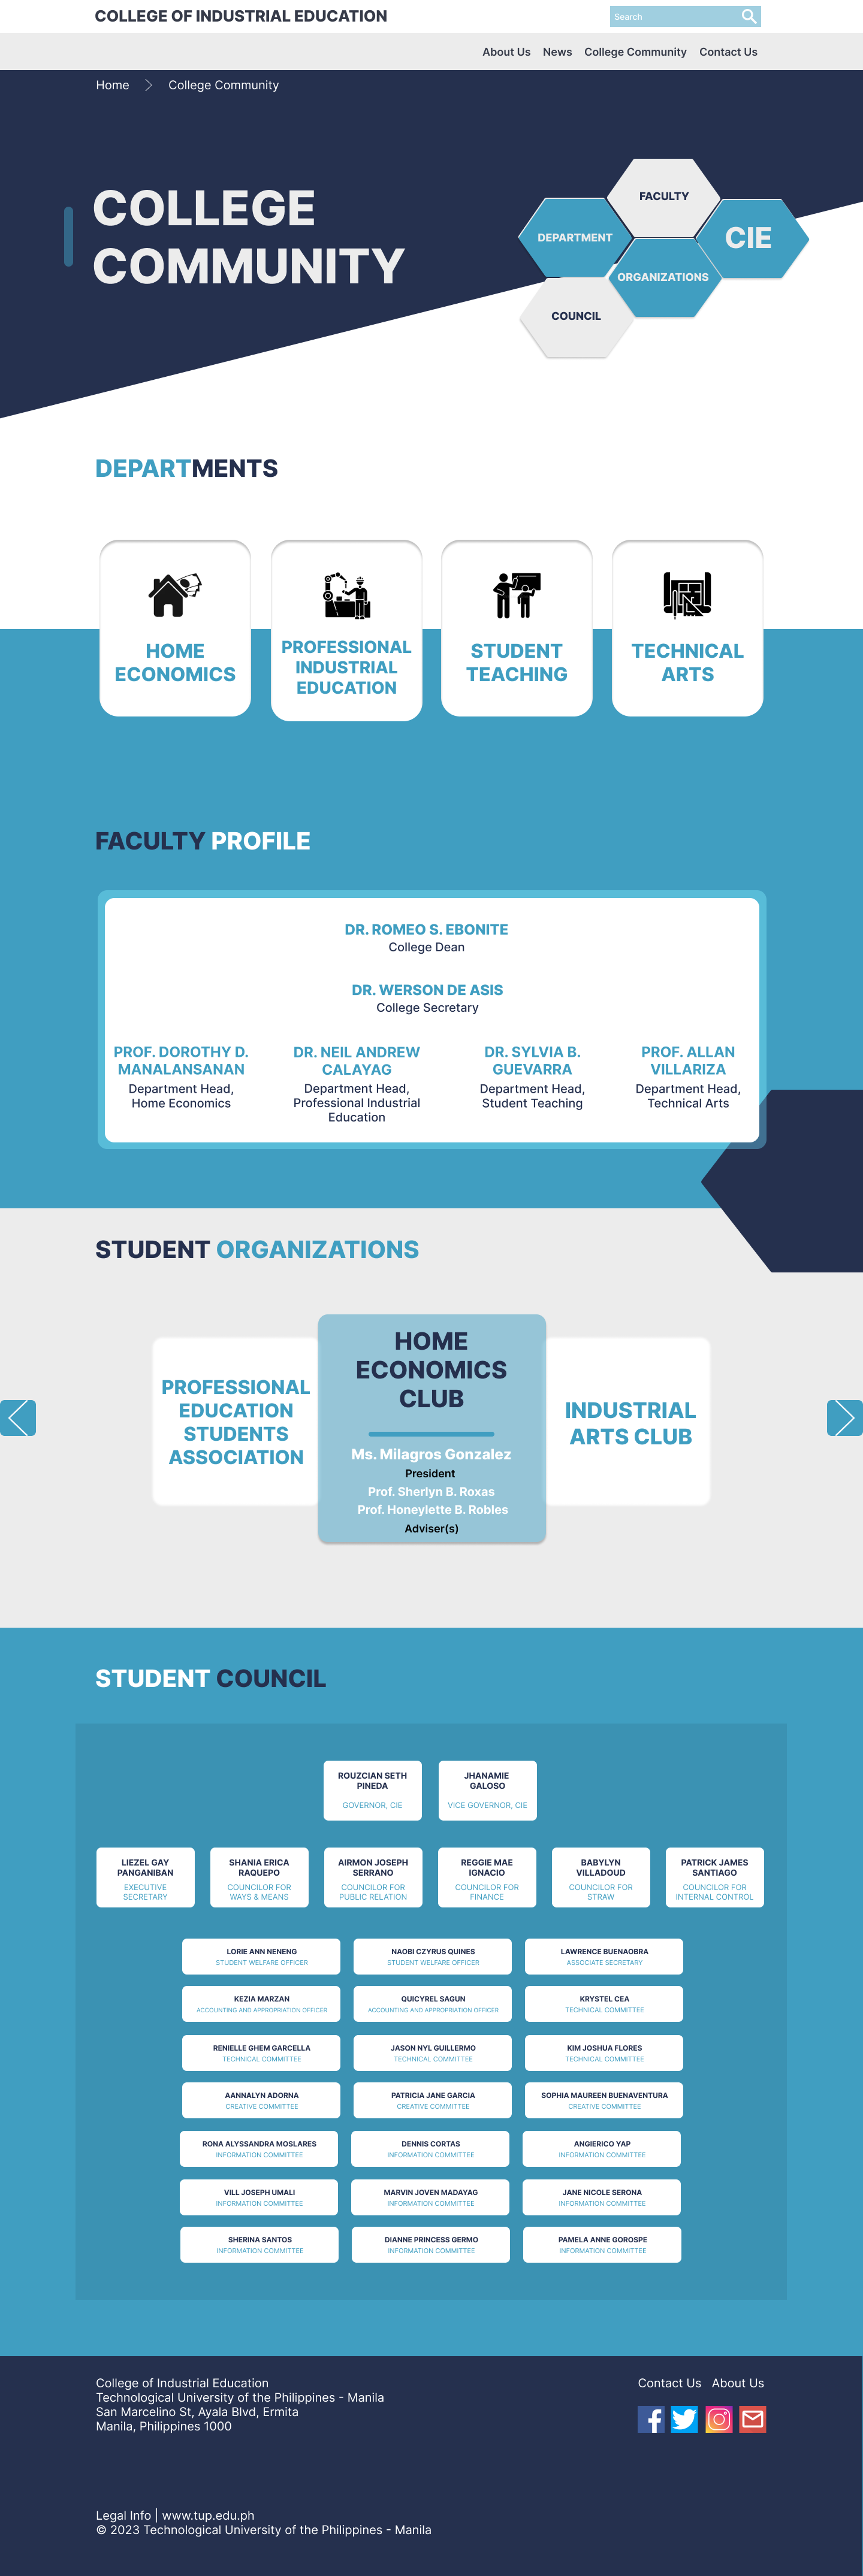 COLLEGE OF INDUSTRIAL EDUCATION
Search
About Us News College Community Contact Us
Home College Community
COLLEGE
COMMUNITY
FACULTY
DEPARTMENT
CIE
ORGANIZATIONS
COUNCIL
DEPARTMENTS
HOME
ECONOMICS
PROFESSIONAL
INDUSTRIAL
EDUCATION
STUDENT
TEACHING
TECHNICAL
ARTS
FACULTY PROFILE
DR. ROMEO S. EBONITE
College Dean
DR. WERSON DE ASIS
College Secretary
PROF. DOROTHY D.
MANALANSANAN
Department Head,
Home Economics
DR. NEIL ANDREW
CALAYAG
Department Head,
Professional Industrial
Education
DR. SYLVIA B.
GUEVARRA
Department Head,
Student Teaching
PROF. ALLAN
VILLARIZA
Department Head,
Technical Arts
STUDENT ORGANIZATIONS
PROFESSIONAL
EDUCATION
STUDENTS
ASSOCIATION
HOME
ECONOMICS
CLUB
Ms. Milagros Gonzalez
President
Prof. Sherlyn B. Roxas
Prof. Honeylette B. Robles
Adviser(s)
INDUSTRIAL
ARTS CLUB
STUDENT COUNCIL
ROUZCIAN SETH
PINEDA
GOVERNOR, CIE
JHANAMIE
GALOSO
VICE GOVERNOR, CIE
LIEZEL GAY
PANGANIBAN
EXECUTIVE
SECRETARY
SHANIA ERICA
RAQUEPO
COUNCILOR FOR
WAYS & MEANS
AIRMON JOSEPH
SERRANO
COUNCILOR FOR
PUBLIC RELATION
REGGIE MAE
IGNACIO
COUNCILOR FOR
FINANCE
BABYLYN
VILLADOUD
COUNCILOR FOR
STRAW
PATRICK JAMES
SANTIAGO
COUNCILOR FOR
INTERNAL CONTROL
LORIE ANN NENENG
STUDENT WELFARE OFFICER
NAOBI CZYRUS QUINES
STUDENT WELFARE OFFICER
LAWRENCE BUENAOBRA
ASSOCIATE SECRETARY
KEZIA MARZAN
ACCOUNTING AND APPROPRIATION OFFICER
QUICYREL SAGUN
ACCOUNTING AND APPROPRIATION OFFICER
KRYSTEL CEA
TECHNICAL COMMITTEE
RENIELLE GHEM GARCELLA
TECHNICAL COMMITTEE
JASON NYL GUILLERMO
TECHNICAL COMMITTEE
KIM JOSHUA FLORES
TECHNICAL COMMITTEE
AANNALYN ADORNA
CREATIVE COMMITTEE
PATRICIA JANE GARCIA
CREATIVE COMMITTEE
SOPHIA MAUREEN BUENAVENTURA
CREATIVE COMMITTEE
RONA ALYSSANDRA MOSLARES
INFORMATION COMMITTEE
DENNIS CORTAS
INFORMATION COMMITTEE
ANGIERICO YAP
INFORMATION COMMITTEE
VILL JOSEPH UMALI
INFORMATION COMMITTEE
MARVIN JOVEN MADAYAG
INFORMATION COMMITTEE
JANE NICOLE SERONA
INFORMATION COMMITTEE
SHERINA SANTOS
INFORMATION COMMITTEE
DIANNE PRINCESS GERMO
INFORMATION COMMITTEE
PAMELA ANNE GOROSPE
INFORMATION COMMITTEE
College of Industrial Education
Technological University of the Philippines - Manila
San Marcelino St, Ayala Blvd, Ermita
Manila, Philippines 1000
Contact Us About Us
Legal Info | www.tup.edu.ph
© 2023 Technological University of the Philippines - Manila